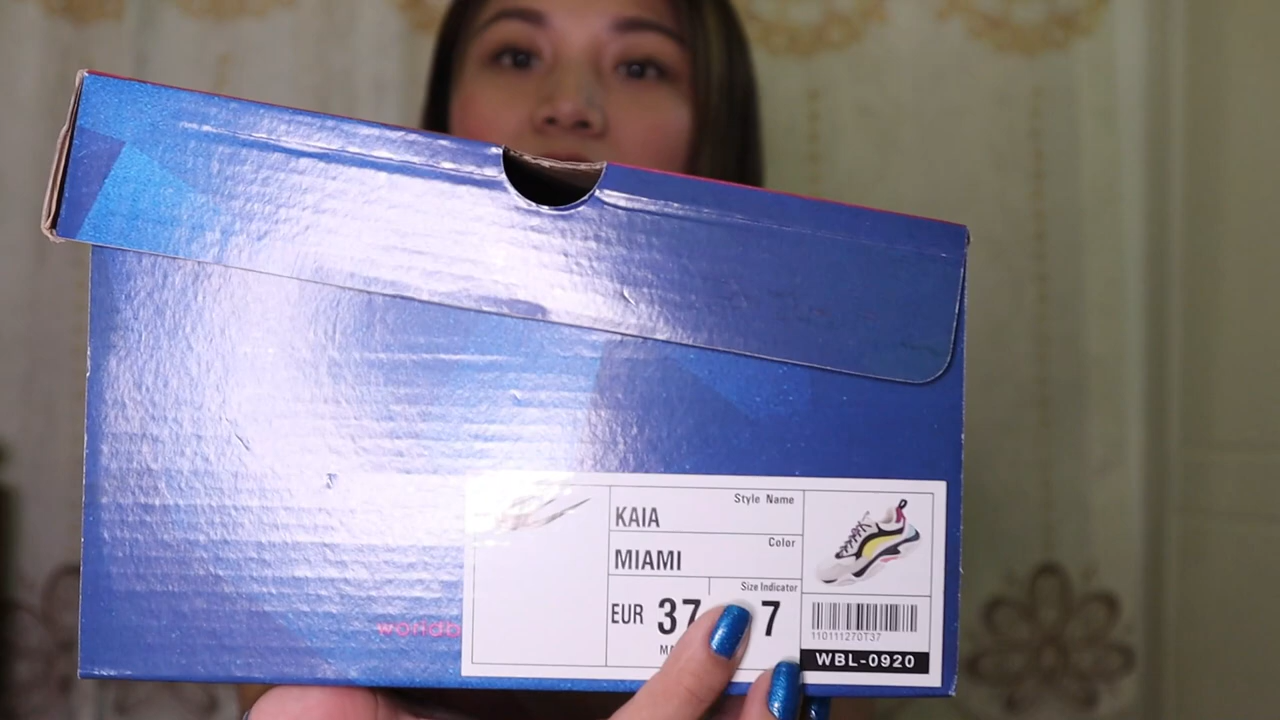 Style Name
KAIA
Color
MIAMI
Size Indicator
EUR 37 7
110111270T37
WBL-0920